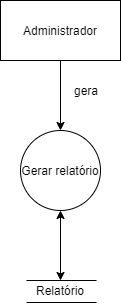 Administrador
gera
Gerar relatório
Relatório